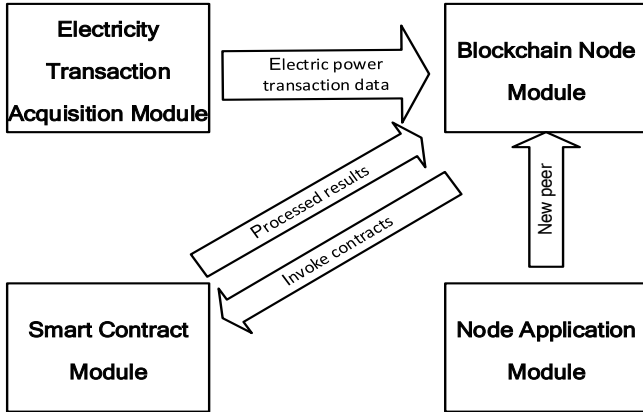 Electricity
Transaction
Acquisition Module
Electric power
transaction data
Blockchain Node
Module
Processed results
Invoke contracts
New peer
Smart Contract
Module
Node Application
Module